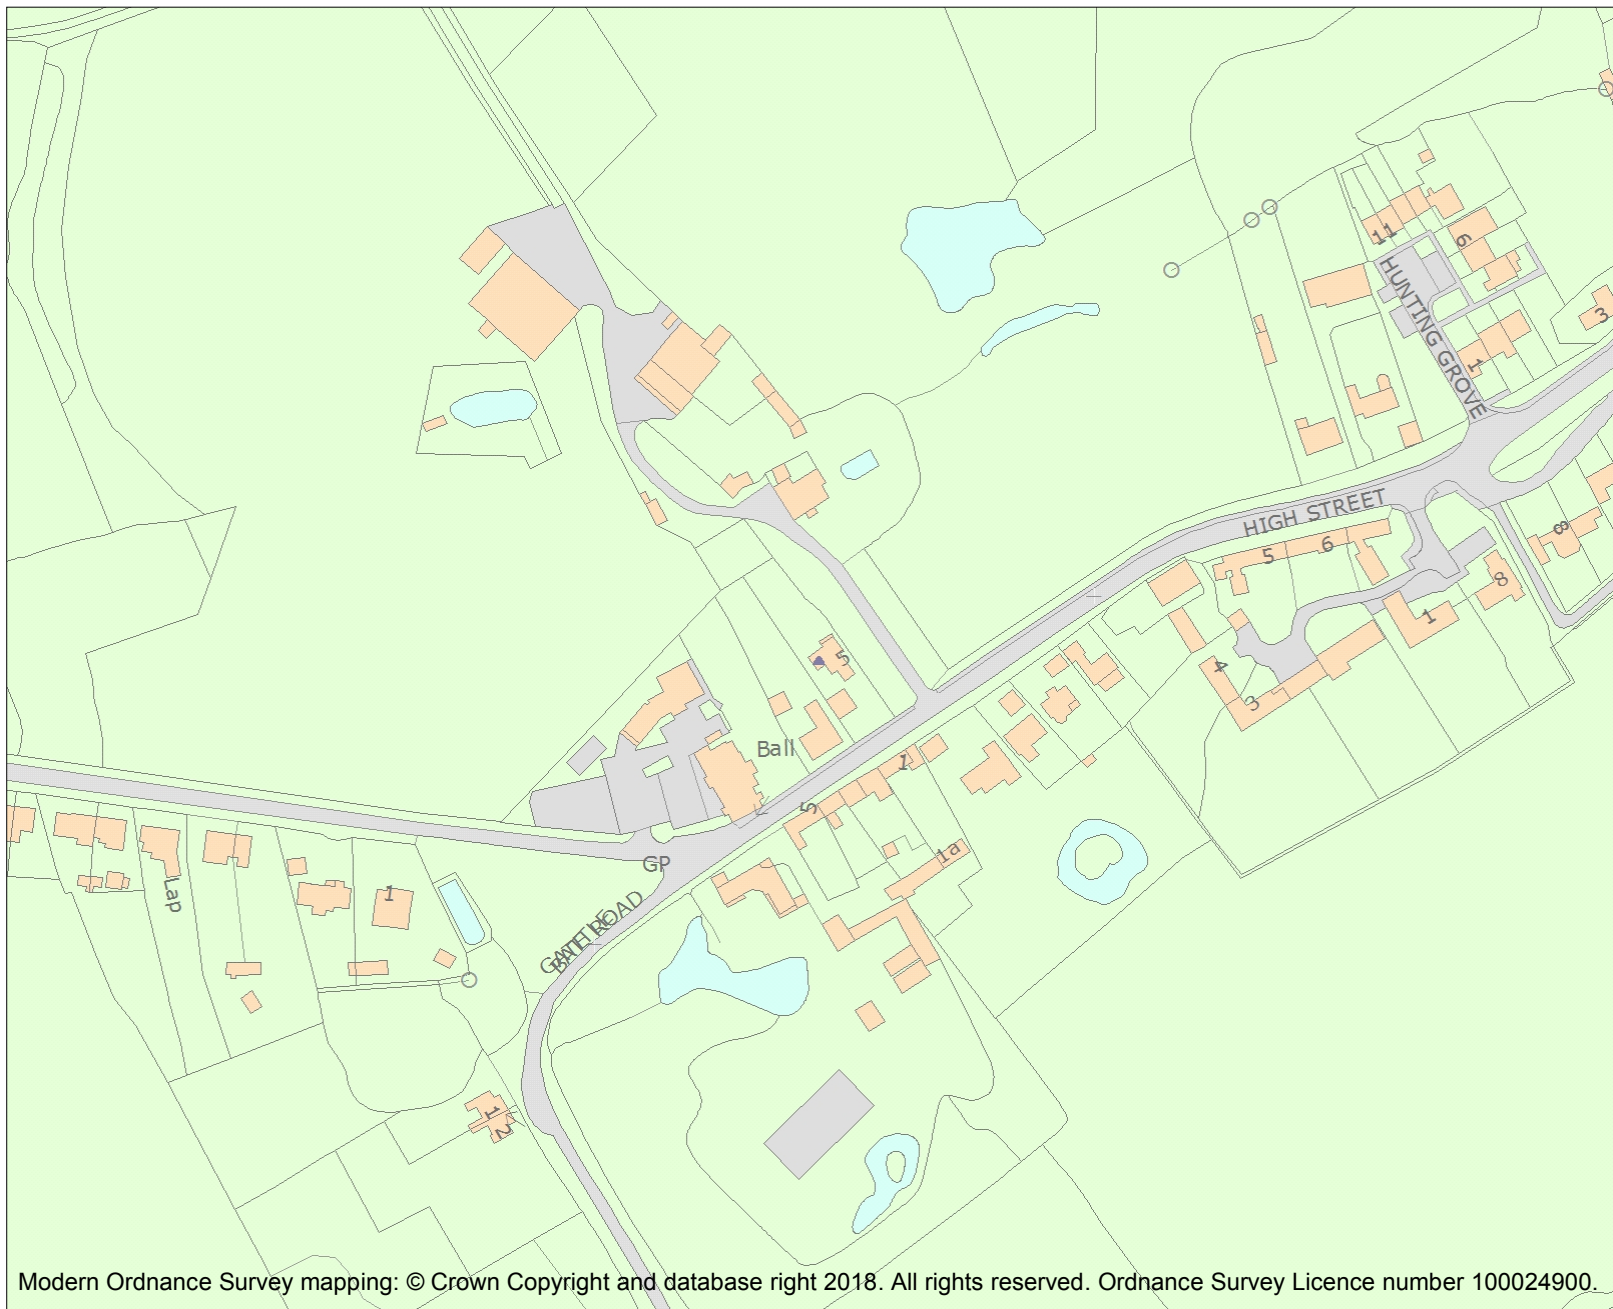 11
6
HUNTING GROVE
3
1
HIGH STREET
5
6
8
8
1
4
3
5
Ball
1
5
1a
GP
Lap
1
BATH ROAD
1
2
Modern Ordnance Survey mapping: © Crown Copyright and database right 2018. All rights reserved. Ordnance Survey Licence number 100024900.